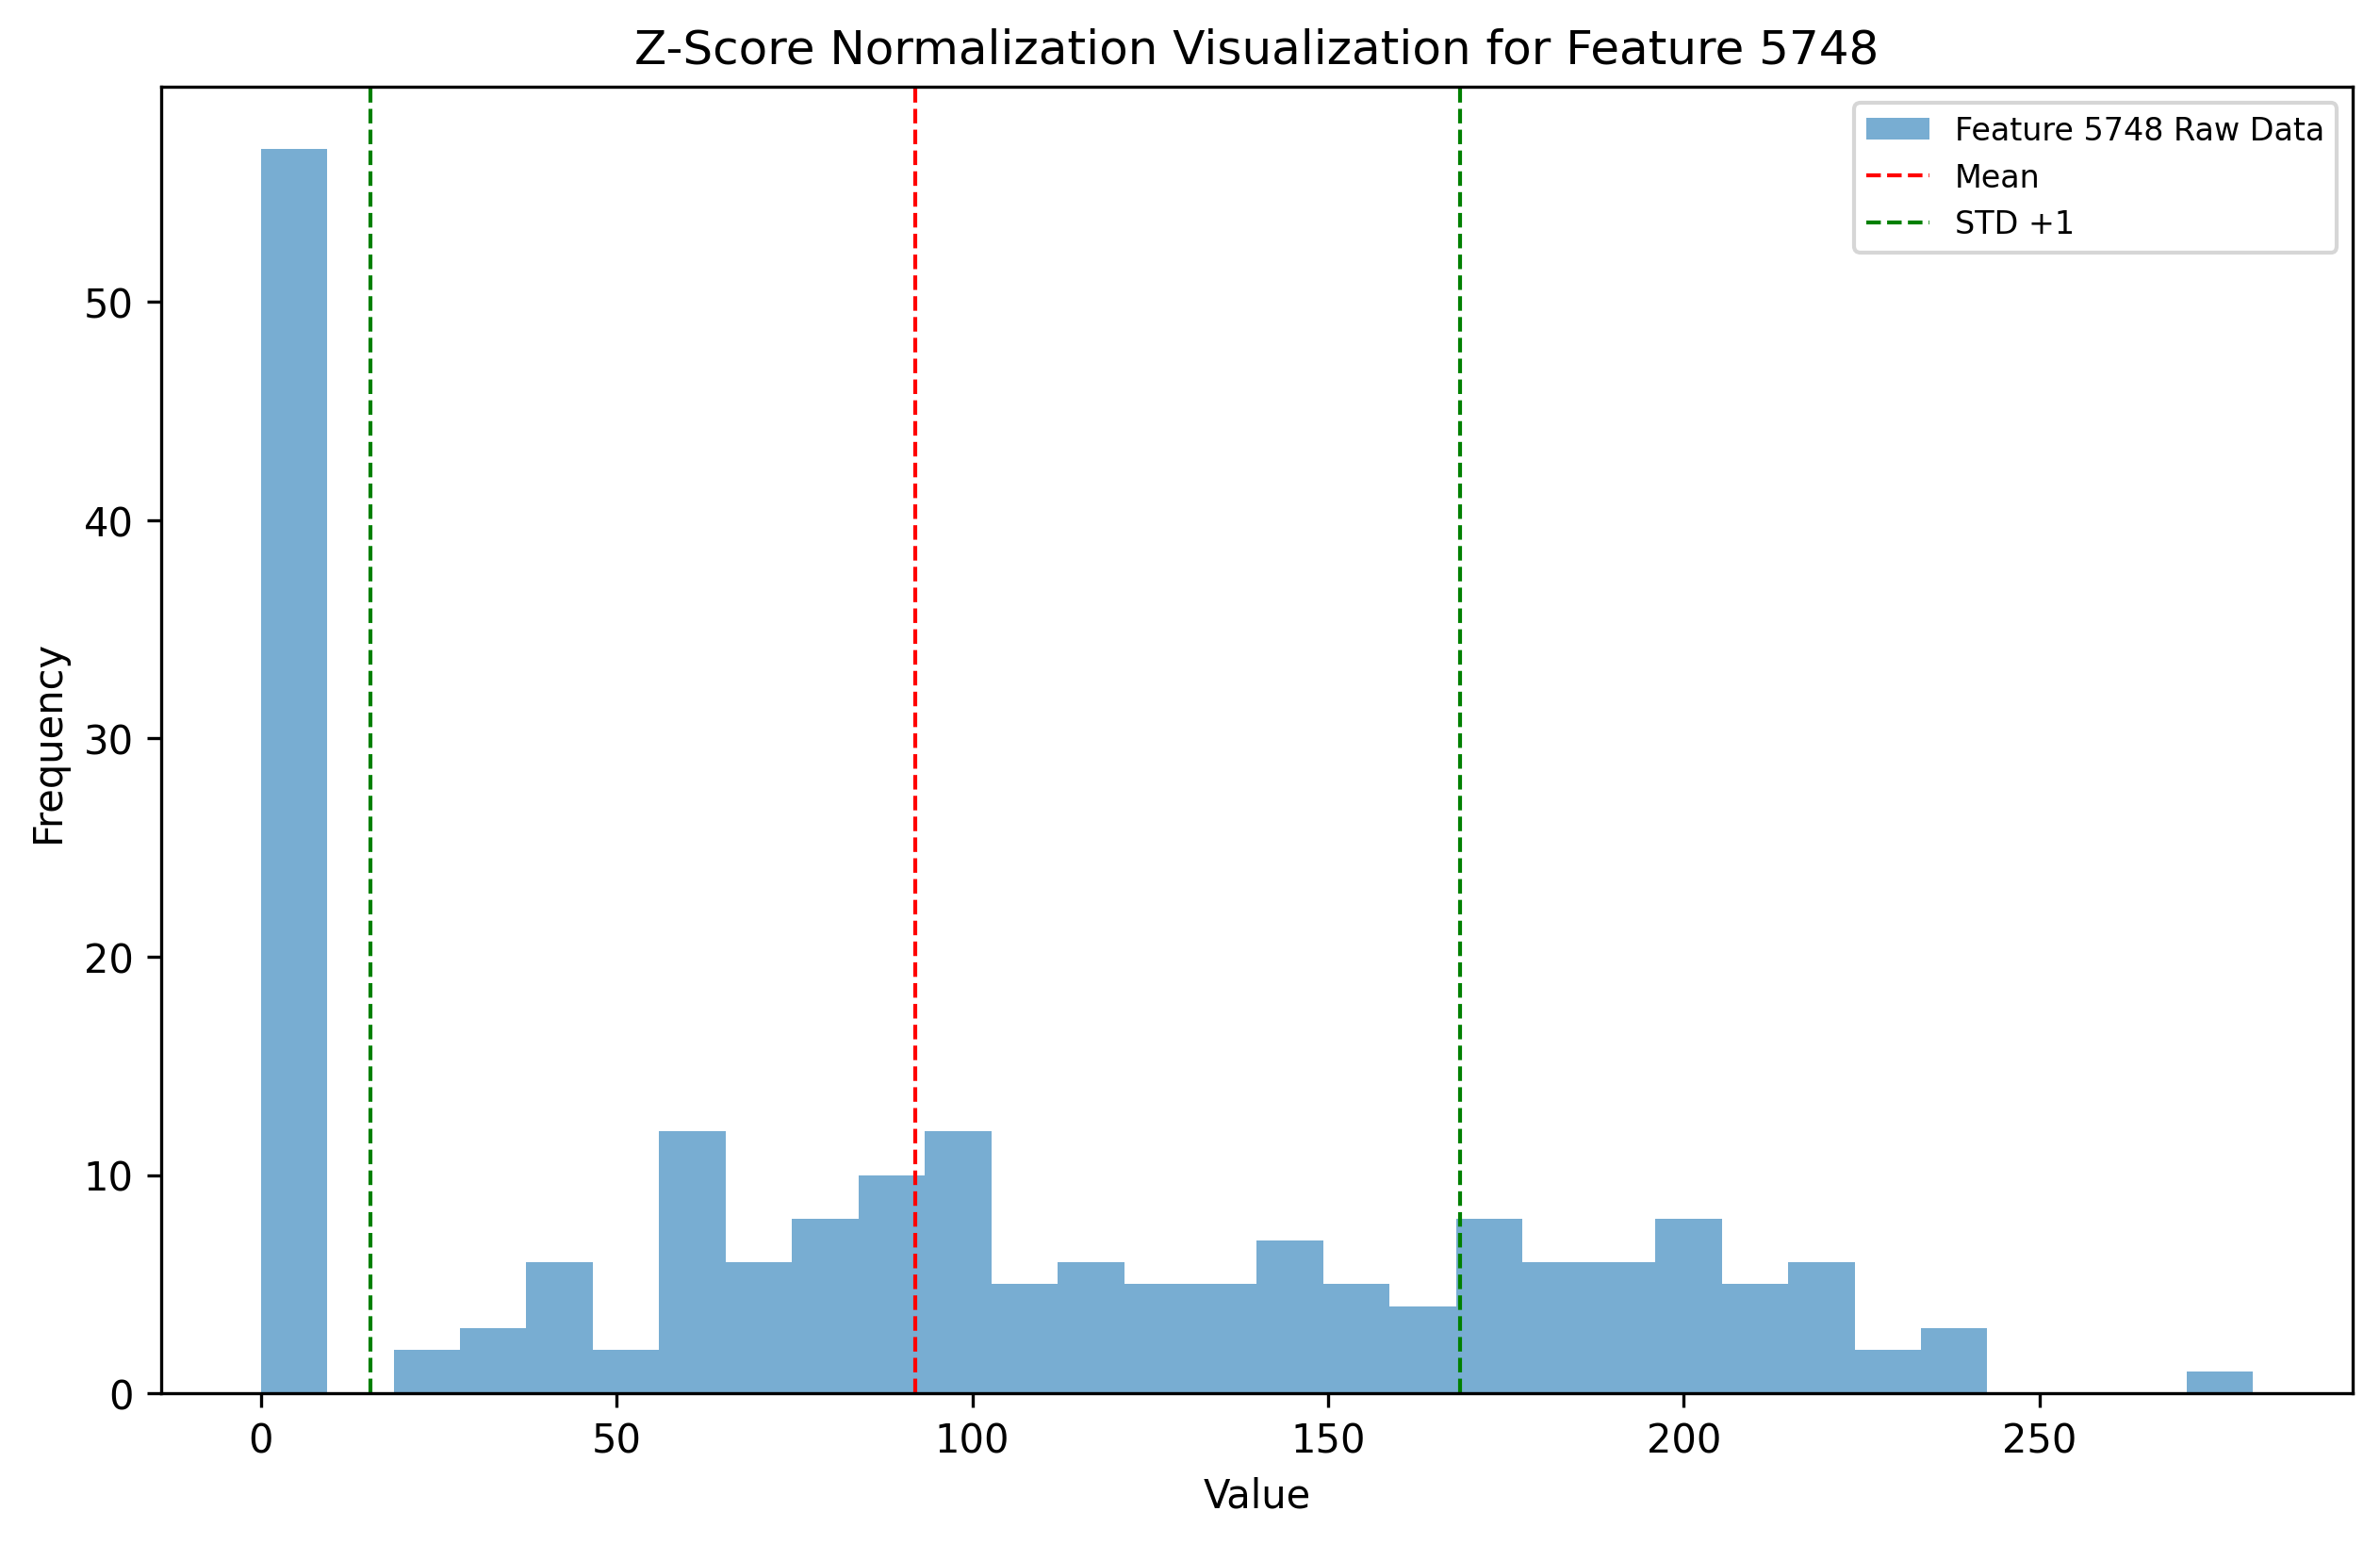 Z-Score Normalization Visualization for Feature 5748
Feature 5748 Raw Data
Mean
STD +1
Frequency
50
40
30
20
10
0
0 50 100 150 200 250
Value